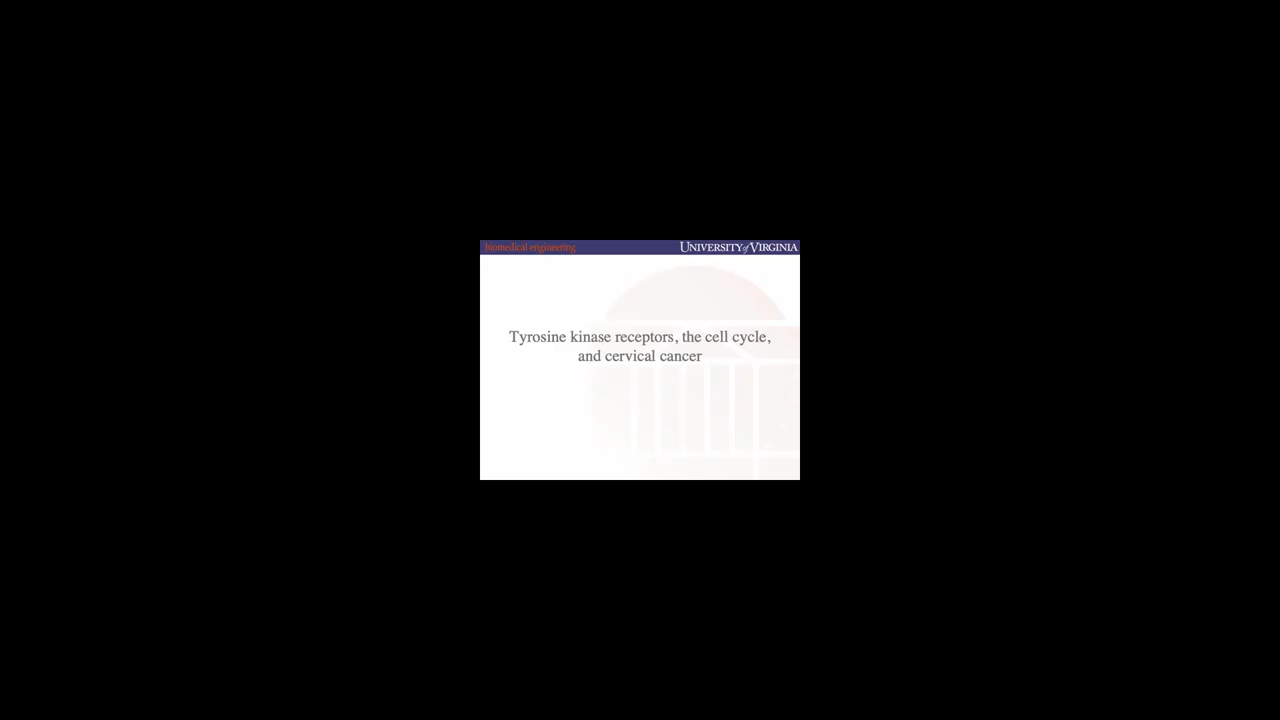 biomedical engineering
UNIVERSITY of VIRGINIA
Tyrosine kinase receptors, the cell cycle,
and cervical cancer